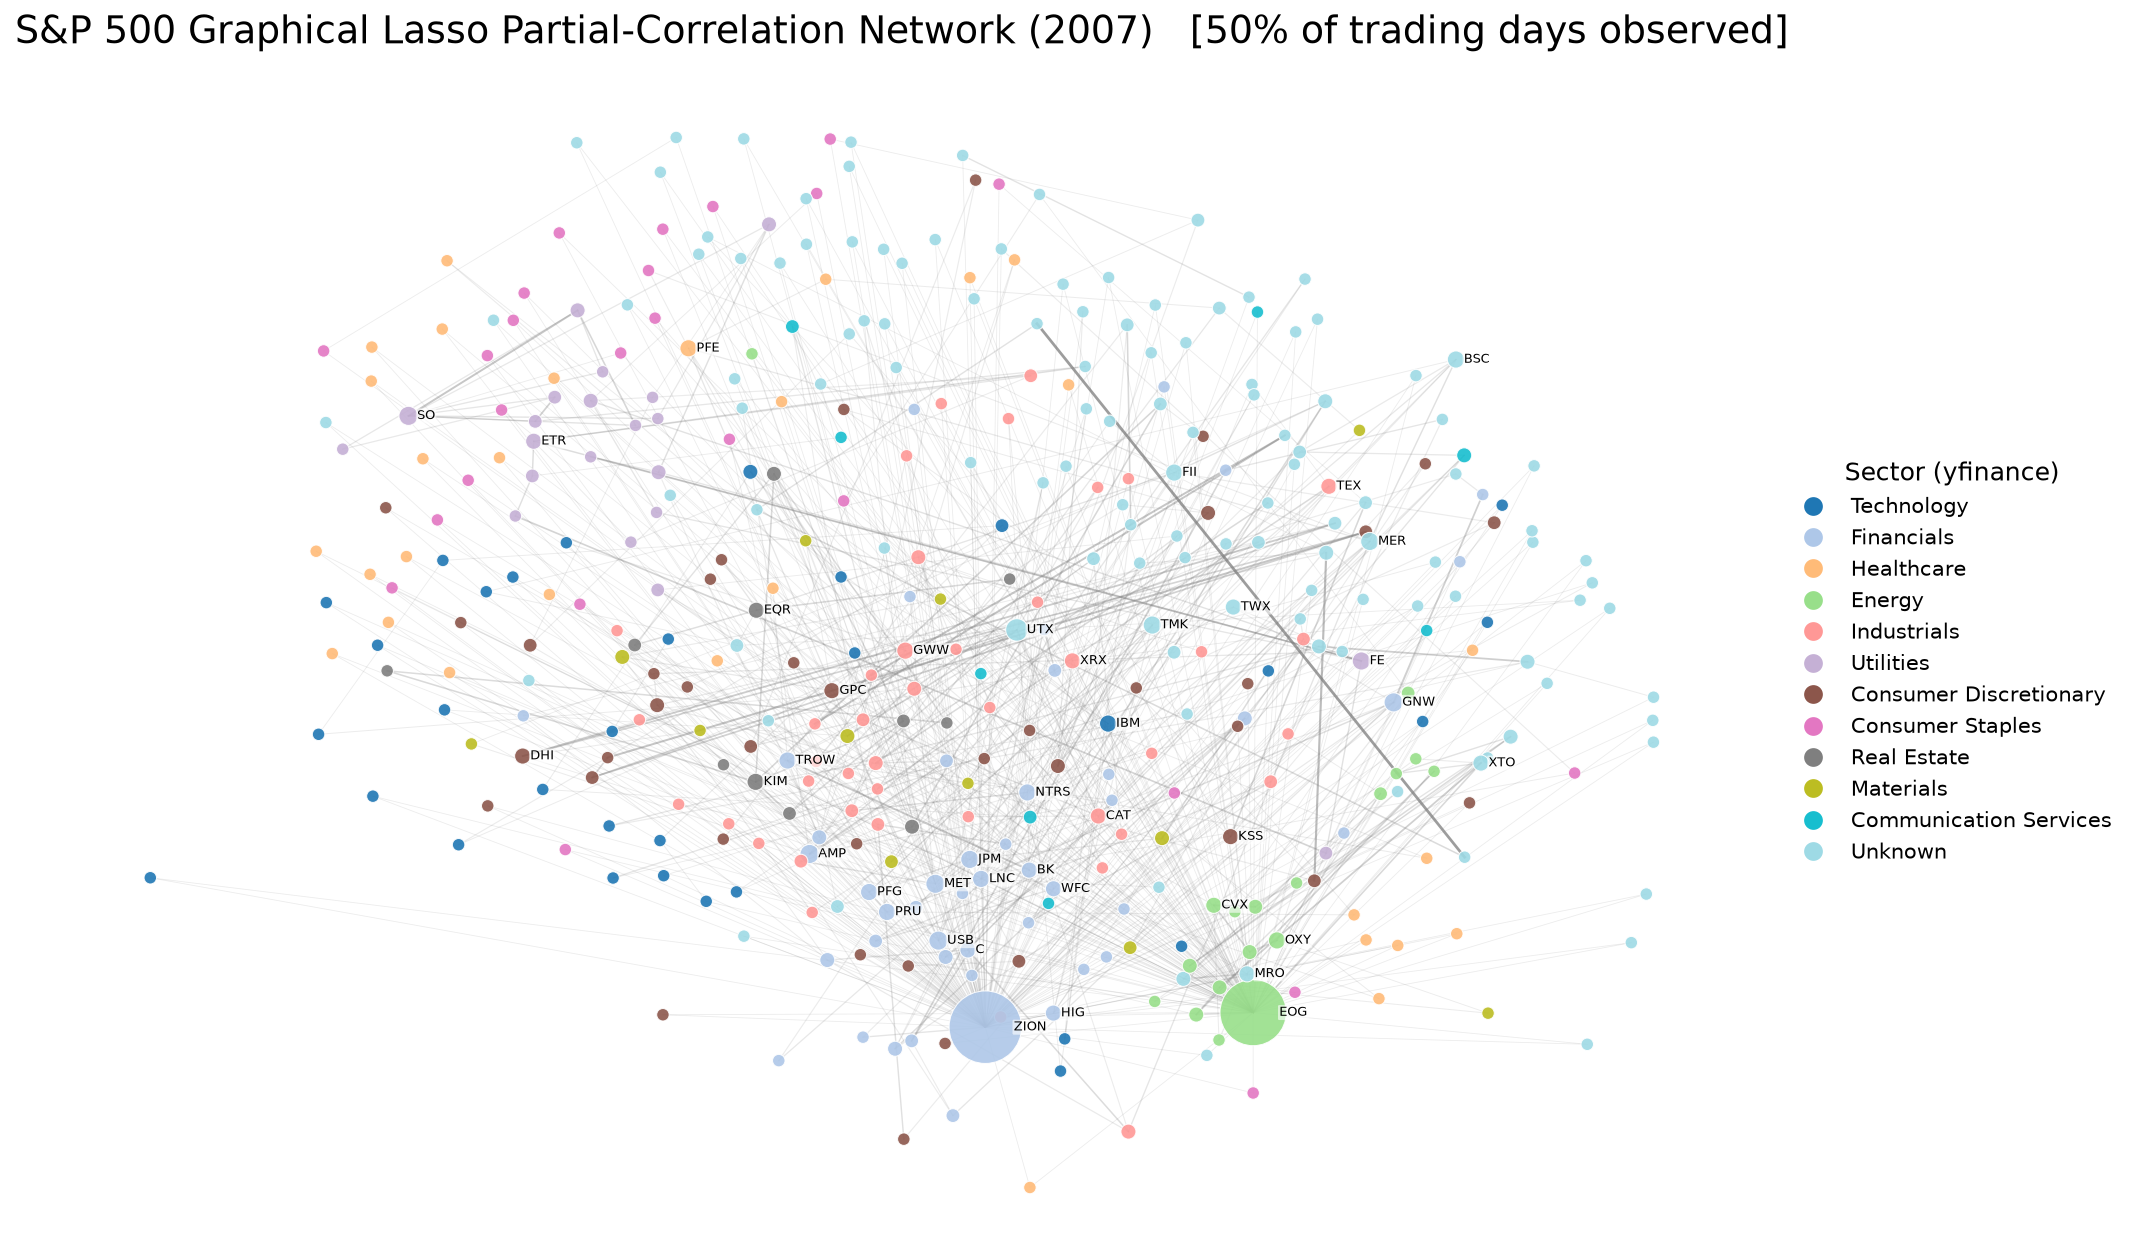 S&P 500 Graphical Lasso Partial-Correlation Network (2007)   [50% of trading days observed]
PFE
BSC
SO
ETR
FII
TEX
MER
EQR
TWX
UTX
TMK
GWW
XRX
FE
GPC
GNW
IBM
DHI
TROW
XTO
KIM
NTRS
CAT
KSS
AMP
JPM
BK
MET
LNC
WFC
PFG
CVX
PRU
USB
OXY
C
MRO
HIG
EOG
ZION
Sector (yfinance)
Technology
Financials
Healthcare
Energy
Industrials
Utilities
Consumer Discretionary
Consumer Staples
Real Estate
Materials
Communication Services
Unknown